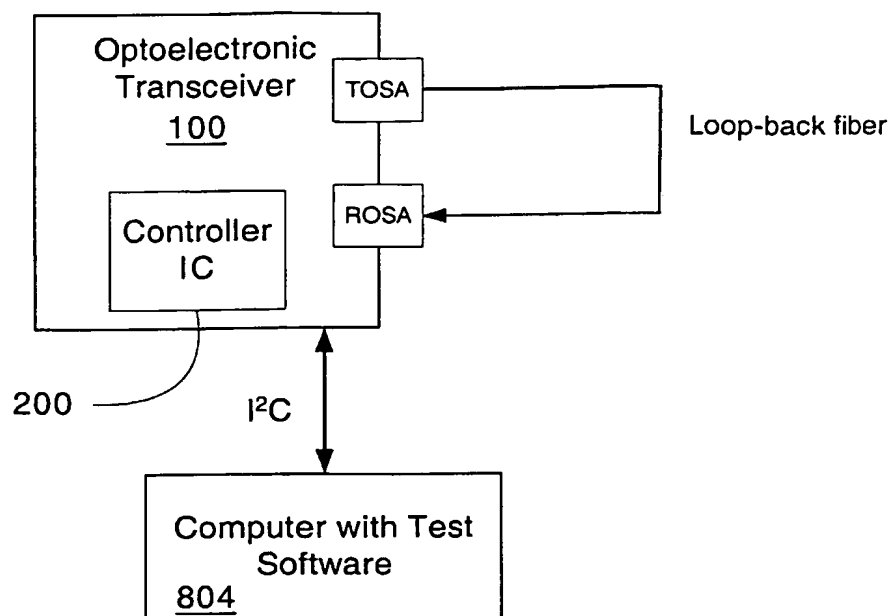 Optoelectronic
Transceiver
100
TOSA
Loop-back fiber
ROSA
Controller
IC
200
I²C
Computer with Test
Software
804